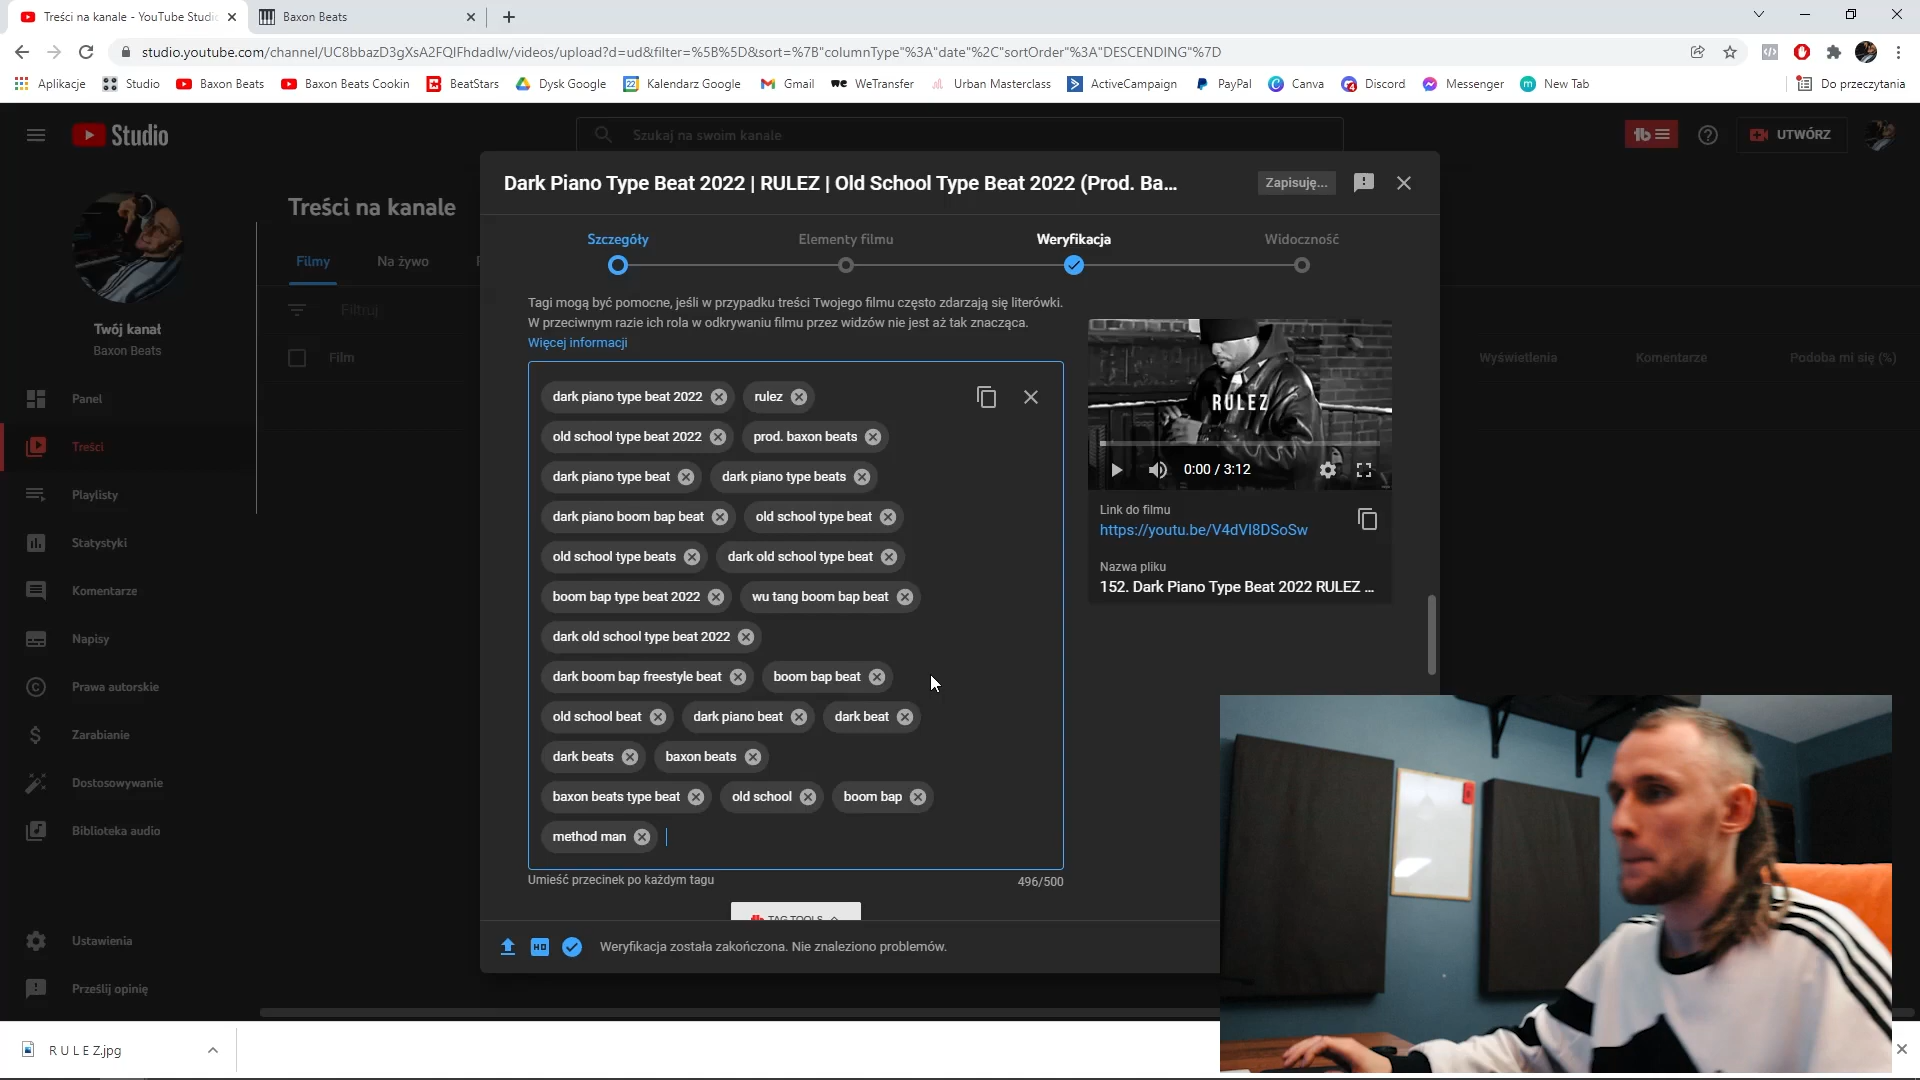 Treści na kanale - YouTube Studi
Baxon Beats
studio.youtube.com/channel/UC8bbazD3gXsA2FQIFhdadlw/videos/upload?d=ud&filter=%5B%5D&sort=%7B"columnType"%3A"date"%2C"sortOrder"%3A"DESCENDING"%7D
Aplikacje
Studio
Baxon Beats
Baxon Beats Cookin
BeatStars
Dysk Google
Kalendarz Google
Gmail
WeTransfer
Urban Masterclass
ActiveCampaign
PayPal
Canva
Discord
Messenger
New Tab
Do przeczytania
Studio
Szukaj na swoim kanale
UTWÓRZ
Dark Piano Type Beat 2022 | RULEZ | Old School Type Beat 2022 (Prod. Ba...
Zapisuję...
Treści na kanale
Filmy
Na żywo
Filtruj
Film
Wyświetlenia
Komentarze
Podoba mi się (%)
Twój kanał
Baxon Beats
Panel
Treści
Playlisty
Statystyki
Komentarze
Napisy
Prawa autorskie
Zarabianie
Dostosowywanie
Biblioteka audio
Ustawienia
Prześlij opinię
Szczegóły
Elementy filmu
Weryfikacja
Widoczność
Tagi mogą być pomocne, jeśli w przypadku treści Twojego filmu często zdarzają się literówki.
W przeciwnym razie ich rola w odkrywaniu filmu przez widzów nie jest aż tak znacząca.
Więcej informacji
dark piano type beat 2022
rulez
old school type beat 2022
prod. baxon beats
dark piano type beat
dark piano type beats
dark piano boom bap beat
old school type beat
old school type beats
dark old school type beat
boom bap type beat 2022
wu tang boom bap beat
dark old school type beat 2022
dark boom bap freestyle beat
boom bap beat
old school beat
dark piano beat
dark beat
dark beats
baxon beats
baxon beats type beat
old school
boom bap
method man
Umieść przecinek po każdym tagu
496/500
TAG TOOLS
RULEZ
0:00 / 3:12
Link do filmu
https://youtu.be/V4dVI8DSoSw
Nazwa pliku
152. Dark Piano Type Beat 2022 RULEZ ...
HD
Weryfikacja została zakończona. Nie znaleziono problemów.
R U L E Z.jpg